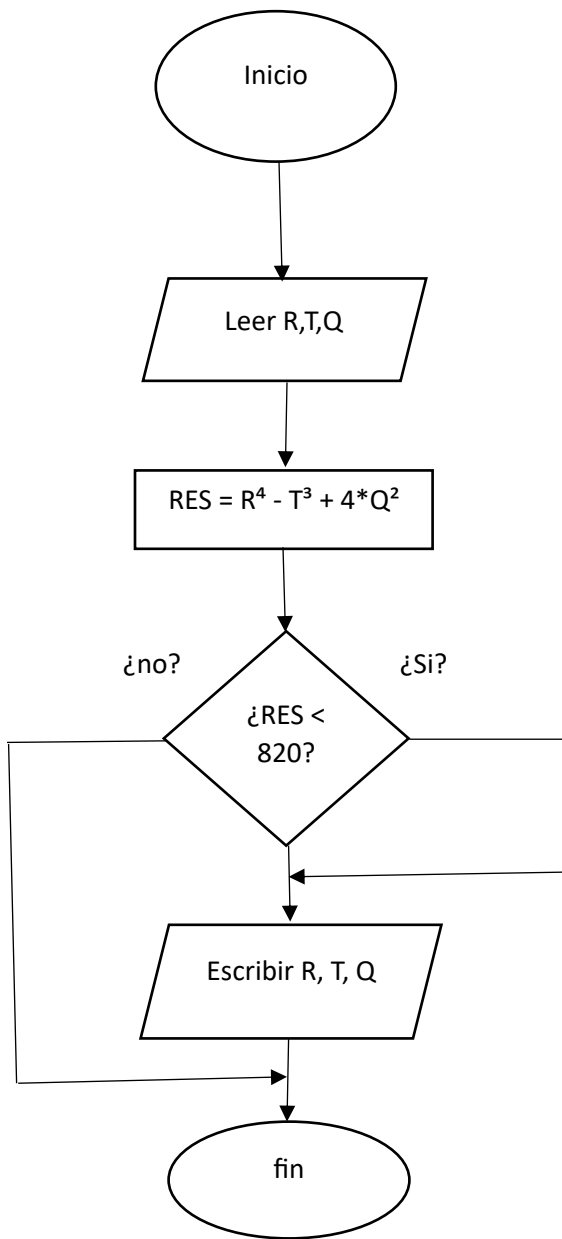 Inicio
Leer R,T,Q
RES = R⁴ - T³ + 4*Q²
¿no?
¿Si?
¿RES <
820?
Escribir R, T, Q
fin